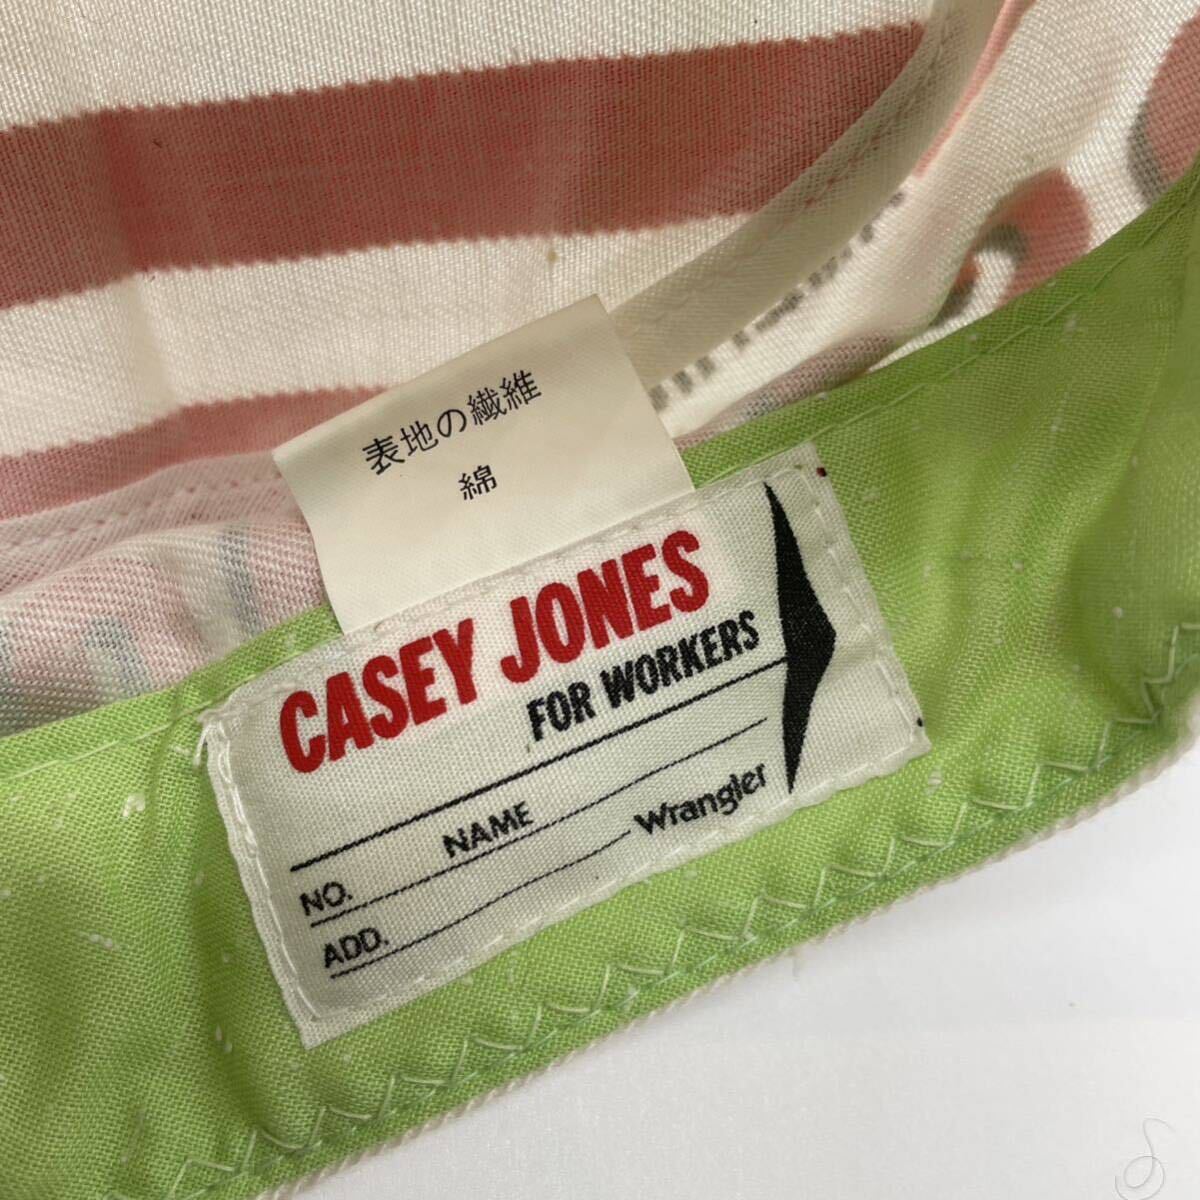 表地の繊維
綿
CASEY JONES
FOR WORKERS
NAME
NO.
Wrangler
ADD.